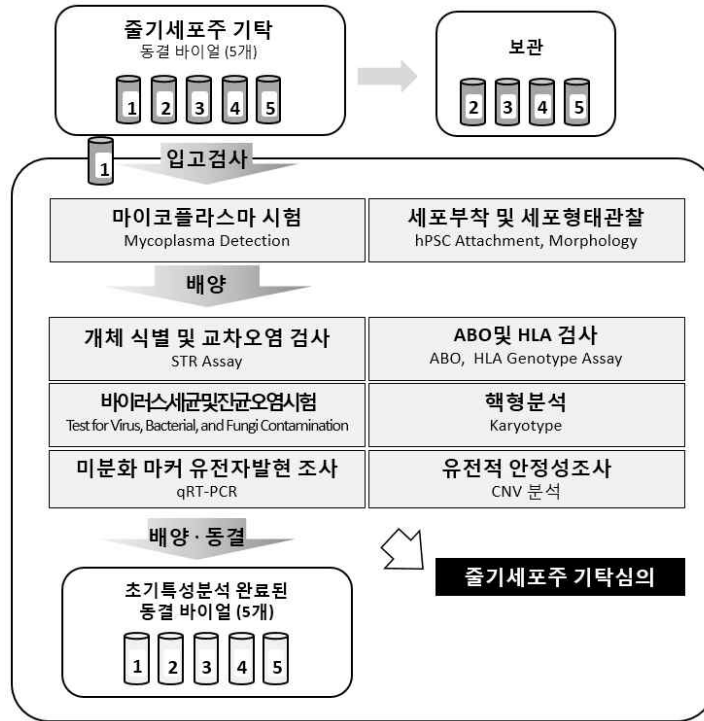 줄기세포주 기탁
동결 바이얼 (5개)
1 2 3 4 5
보관
2 3 4 5
1
입고검사
마이코플라스마 시험
Mycoplasma Detection
세포부착 및 세포형태관찰
hPSC Attachment, Morphology
배양
개체 식별 및 교차오염 검사
STR Assay
ABO및 HLA 검사
ABO, HLA Genotype Assay
바이러스세균및진균오염시험
Test for Virus, Bacterial, and Fungi Contamination
핵형분석
Karyotype
미분화 마커 유전자발현 조사
qRT-PCR
유전적 안정성조사
CNV 분석
배양 · 동결
줄기세포주 기탁심의
초기특성분석 완료된
동결 바이얼 (5개)
1 2 3 4 5